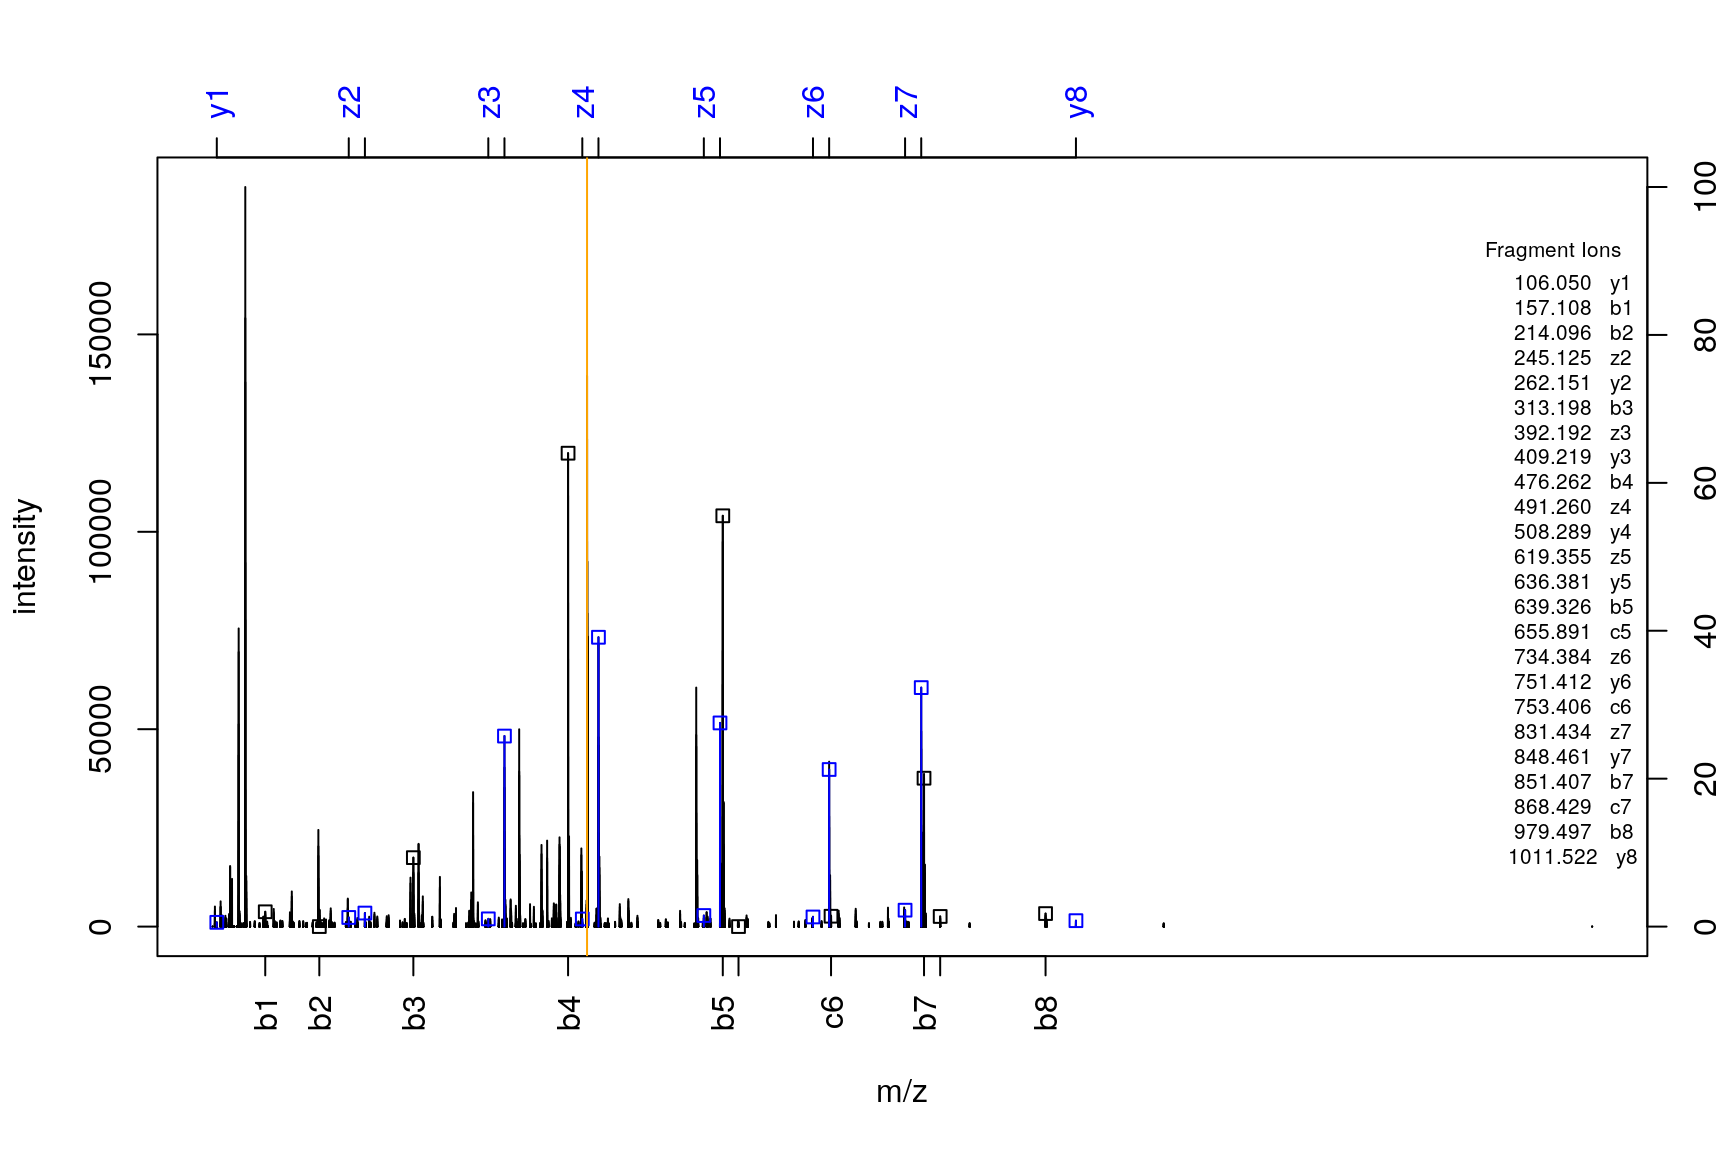 y1 z2 z3 z4 z5 z6 z7 y8
100
80
60
40
20
0
150000
100000
50000
0
intensity
Fragment Ions
106.050 y1
157.108 b1
214.096 b2
245.125 z2
262.151 y2
313.198 b3
392.192 z3
409.219 y3
476.262 b4
491.260 z4
508.289 y4
619.355 z5
636.381 y5
639.326 b5
655.891 c5
734.384 z6
751.412 y6
753.406 c6
831.434 z7
848.461 y7
851.407 b7
868.429 c7
979.497 b8
1011.522 y8
b1 b2 b3 b4 b5 c6 b7 b8
m/z